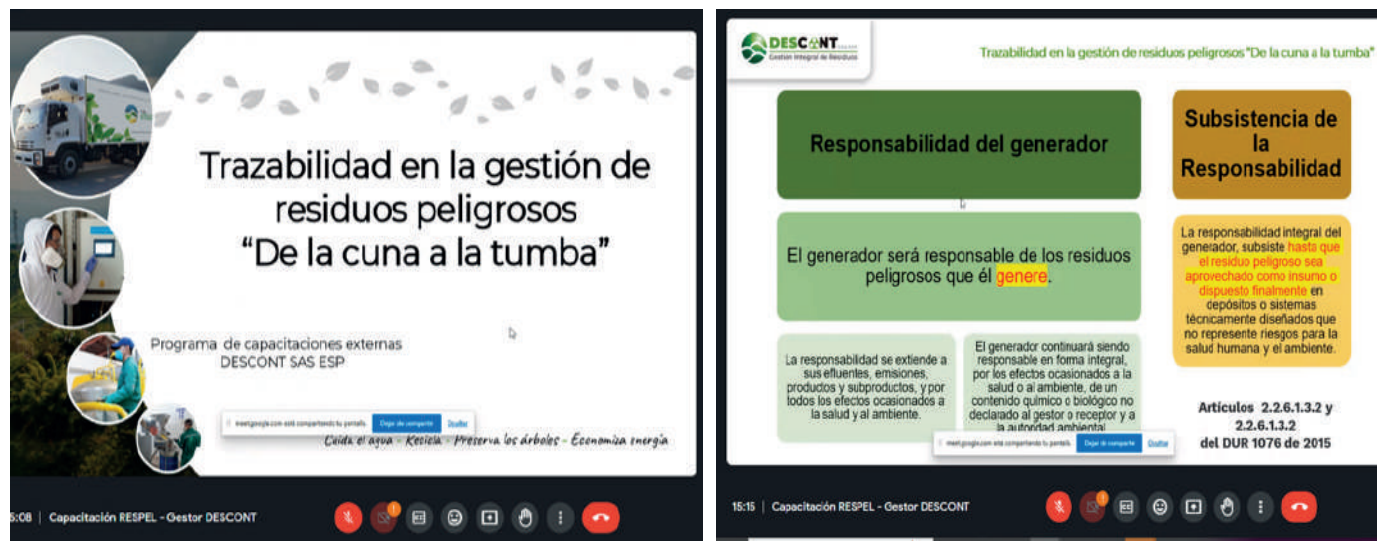 Trazabilidad en la gestión de
residuos peligrosos
“De la cuna a la tumba”
Programa de capacitaciones externas
DESCONT SAS ESP
meet.google.com está compartiendo tu pantalla. Dejar de compartir Ocultar
Cuida el agua - Recicla - Preserva los árboles - Economiza energía
5:08 | Capacitación RESPEL - Gestor DESCONT
DESCONT
Gestión Integral de Residuos
Trazabilidad en la gestión de residuos peligrosos "De la cuna a la tumba"
Responsabilidad del generador
El generador será responsable de los residuos
peligrosos que él genere.
La responsabilidad se extiende a
sus efluentes, emisiones,
productos y subproductos, y por
todos los efectos ocasionados a
la salud y al ambiente.
El generador continuará siendo
responsable en forma integral,
por los efectos ocasionados a la
salud o al ambiente, de un
contenido químico o biológico no
declarado al gestor o receptor y a
la autoridad ambiental
Subsistencia de
la
Responsabilidad
La responsabilidad integral del
generador, subsiste hasta que
el residuo peligroso sea
aprovechado como insumo o
dispuesto finalmente en
depósitos o sistemas
técnicamente diseñados que
no represente riesgos para la
salud humana y el ambiente.
Artículos 2.2.6.1.3.2 y
2.2.6.1.3.2
del DUR 1076 de 2015
meet.google.com está compartiendo tu pantalla. Dejar de compartir Ocultar
15:15 | Capacitación RESPEL - Gestor DESCONT